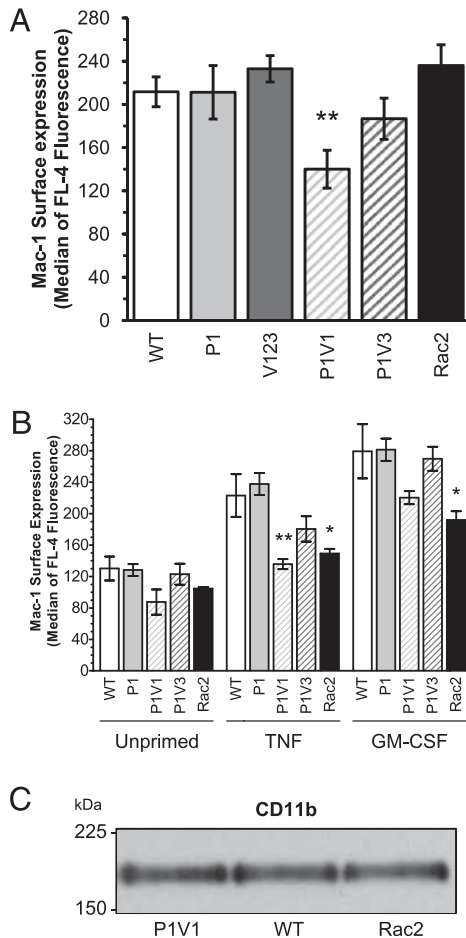 A
Mac-1 Surface expression
(Median of FL-4 Fluorescence)
280
240
200
160
120
80
40
0
**
WT
P1
V123
P1V1
P1V3
Rac2
B
Mac-1 Surface Expression
(Median of FL-4 Fluorescence)
320
280
240
200
160
120
80
40
0
**
*
*
WT
P1
P1V1
P1V3
Rac2
WT
P1
P1V1
P1V3
Rac2
WT
P1
P1V1
P1V3
Rac2
Unprimed
TNF
GM-CSF
C
kDa
CD11b
225
150
P1V1
WT
Rac2